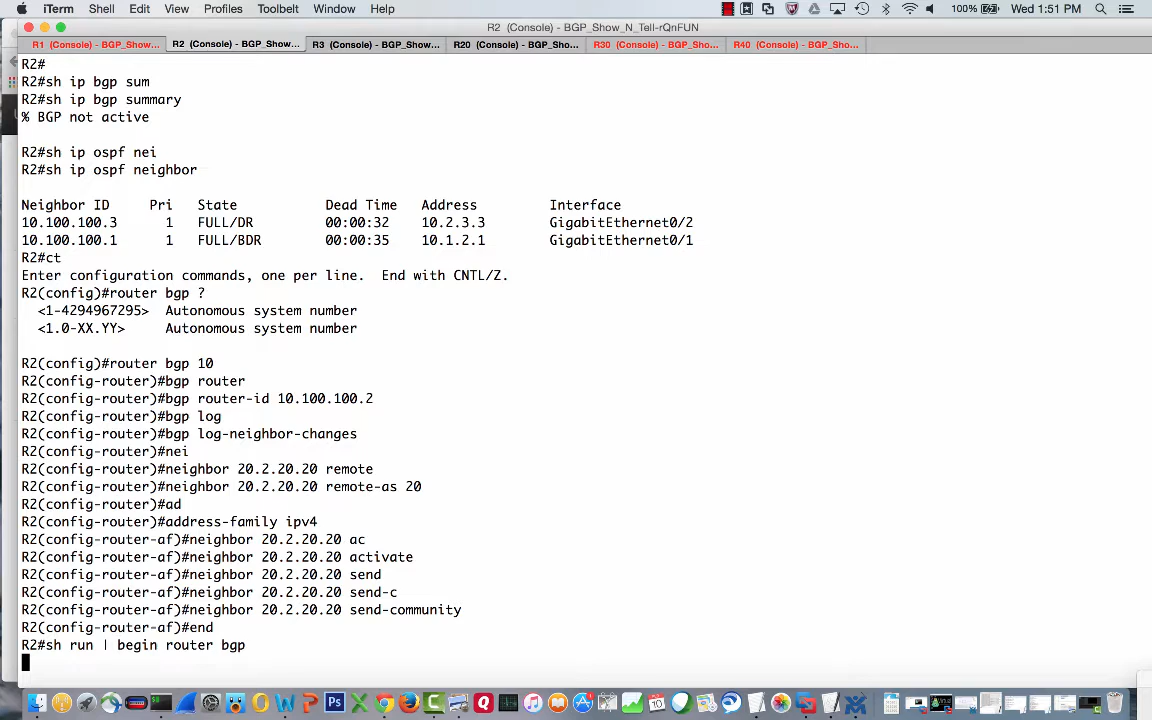 iTerm Shell Edit View Profiles Toolbelt Window Help 100% Wed 1:51 PM
R2 (Console) - BGP_Show_N_Tell-rQnFUN
R1 (Console) - BGP_Show... R2 (Console) - BGP_Show... R3 (Console) - BGP_Show... R20 (Console) - BGP_Sho... R30 (Console) - BGP_Sho... R40 (Console) - BGP_Sho...
R2#
R2#sh ip bgp sum
R2#sh ip bgp summary
% BGP not active
R2#sh ip ospf nei
R2#sh ip ospf neighbor
Neighbor ID Pri State Dead Time Address Interface
10.100.100.3 1 FULL/DR 00:00:32 10.2.3.3 GigabitEthernet0/2
10.100.100.1 1 FULL/BDR 00:00:35 10.1.2.1 GigabitEthernet0/1
R2#ct
Enter configuration commands, one per line. End with CNTL/Z.
R2(config)#router bgp ?
<1-4294967295> Autonomous system number
<1.0-XX.YY> Autonomous system number
R2(config)#router bgp 10
R2(config-router)#bgp router
R2(config-router)#bgp router-id 10.100.100.2
R2(config-router)#bgp log
R2(config-router)#bgp log-neighbor-changes
R2(config-router)#nei
R2(config-router)#neighbor 20.2.20.20 remote
R2(config-router)#neighbor 20.2.20.20 remote-as 20
R2(config-router)#ad
R2(config-router)#address-family ipv4
R2(config-router-af)#neighbor 20.2.20.20 ac
R2(config-router-af)#neighbor 20.2.20.20 activate
R2(config-router-af)#neighbor 20.2.20.20 send
R2(config-router-af)#neighbor 20.2.20.20 send-c
R2(config-router-af)#neighbor 20.2.20.20 send-community
R2(config-router-af)#end
R2#sh run | begin router bgp